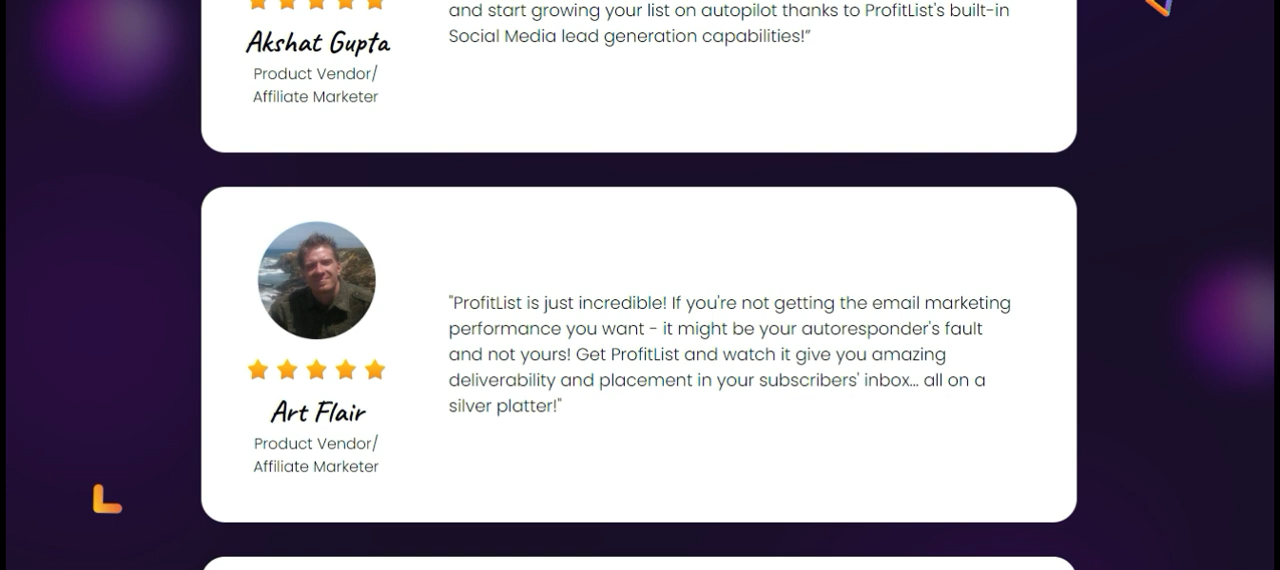 and start growing your list on autopilot thanks to ProfitList's built-in
Social Media lead generation capabilities!"
Akshat Gupta
Product Vendor/
Affiliate Marketer
"ProfitList is just incredible! If you're not getting the email marketing
performance you want - it might be your autoresponder's fault
and not yours! Get ProfitList and watch it give you amazing
deliverability and placement in your subscribers' inbox... all on a
silver platter!"
Art Flair
Product Vendor/
Affiliate Marketer